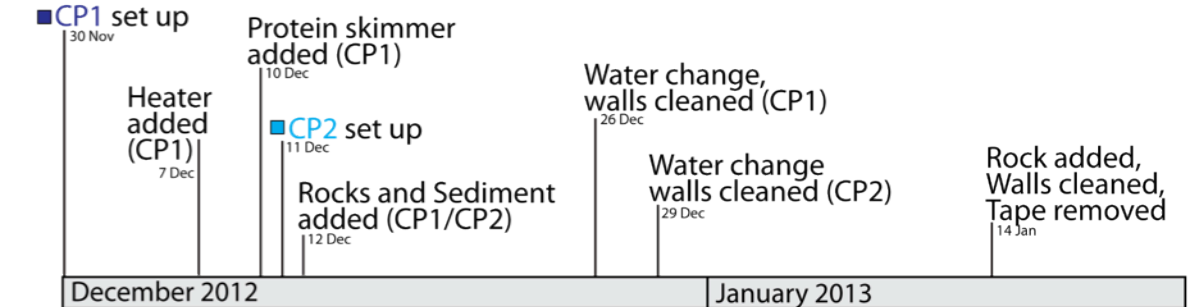 CP1 set up
30 Nov
Protein skimmer
added (CP1)
10 Dec
Heater
added
(CP1)
7 Dec
CP2 set up
11 Dec
Rocks and Sediment
added (CP1/CP2)
12 Dec
Water change,
walls cleaned (CP1)
26 Dec
Water change
walls cleaned (CP2)
29 Dec
Rock added,
Walls cleaned,
Tape removed
14 Jan
December 2012
January 2013